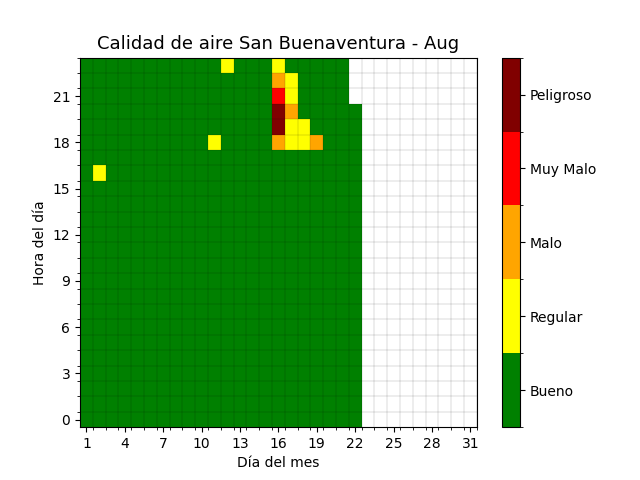 Calidad de aire San Buenaventura - Aug
Peligroso
Muy Malo
Malo
Regular
Bueno
Hora del día
21
18
15
12
9
6
3
0
1 4 7 10 13 16 19 22 25 28 31
Día del mes